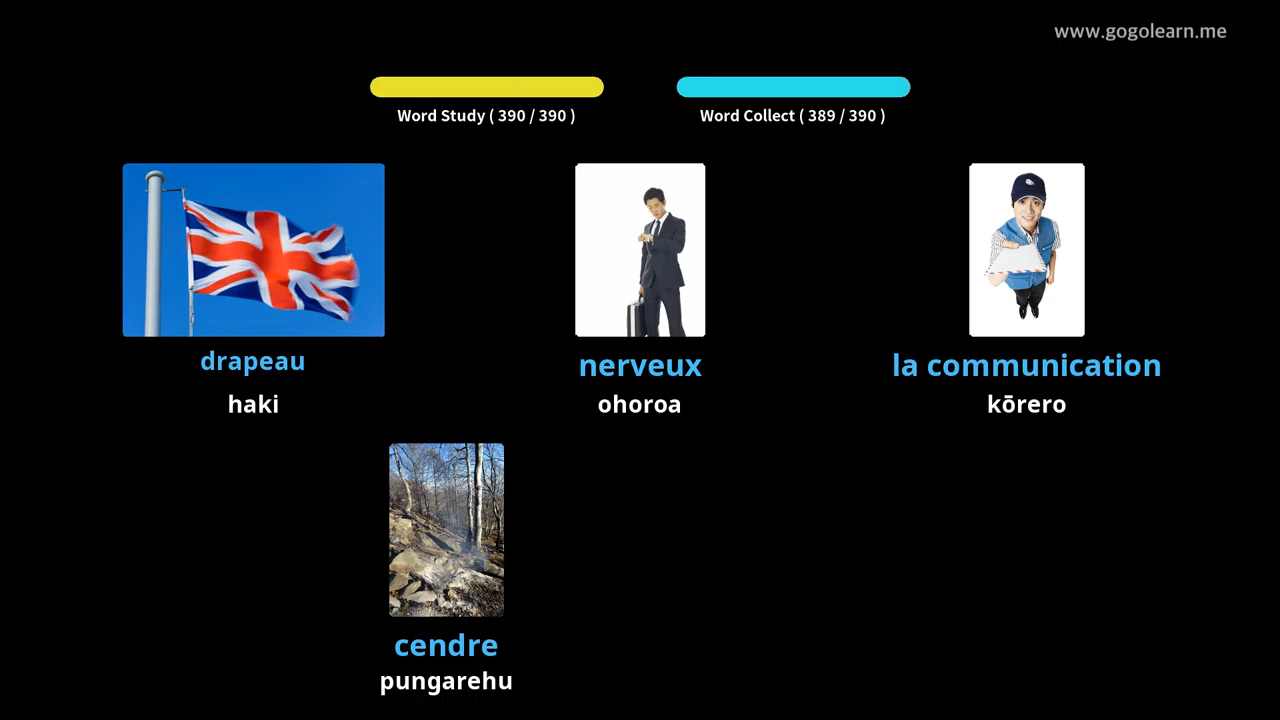 www.gogolearn.me
Word Study ( 390 / 390 )
Word Collect ( 389 / 390 )
drapeau
haki
nerveux
ohoroa
la communication
kōrero
cendre
pungarehu